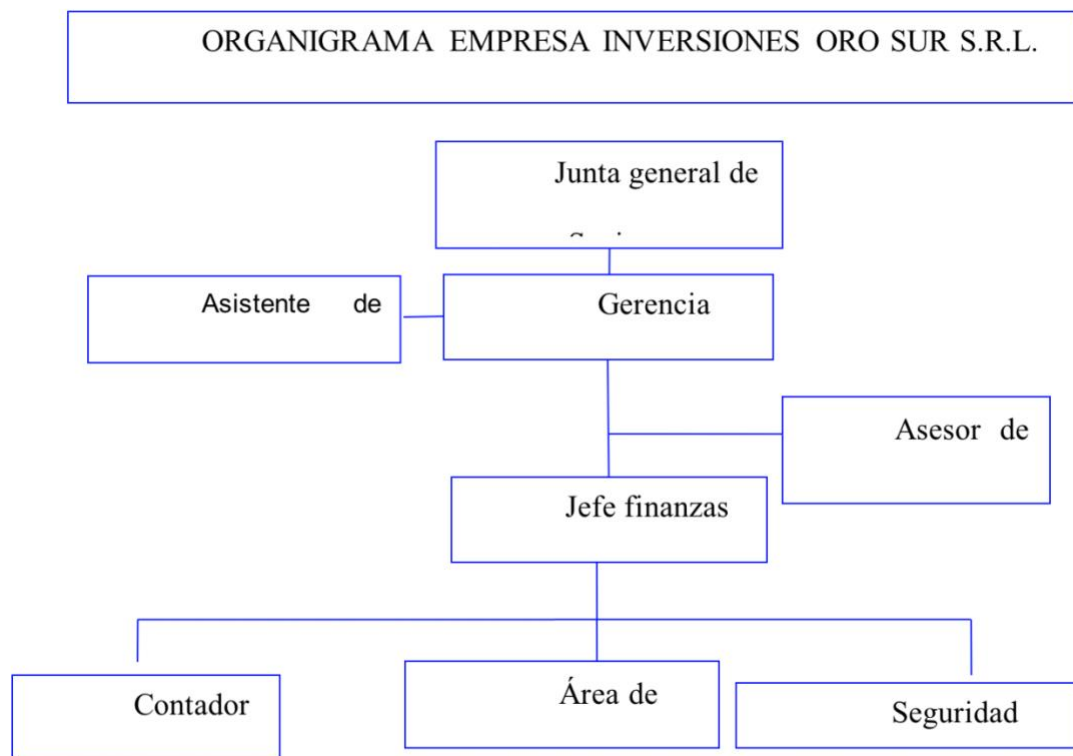 ORGANIGRAMA EMPRESA INVERSIONES ORO SUR S.R.L.
Junta general de
Asistente de
Gerencia
Asesor de
Jefe finanzas
Contador
Área de
Seguridad